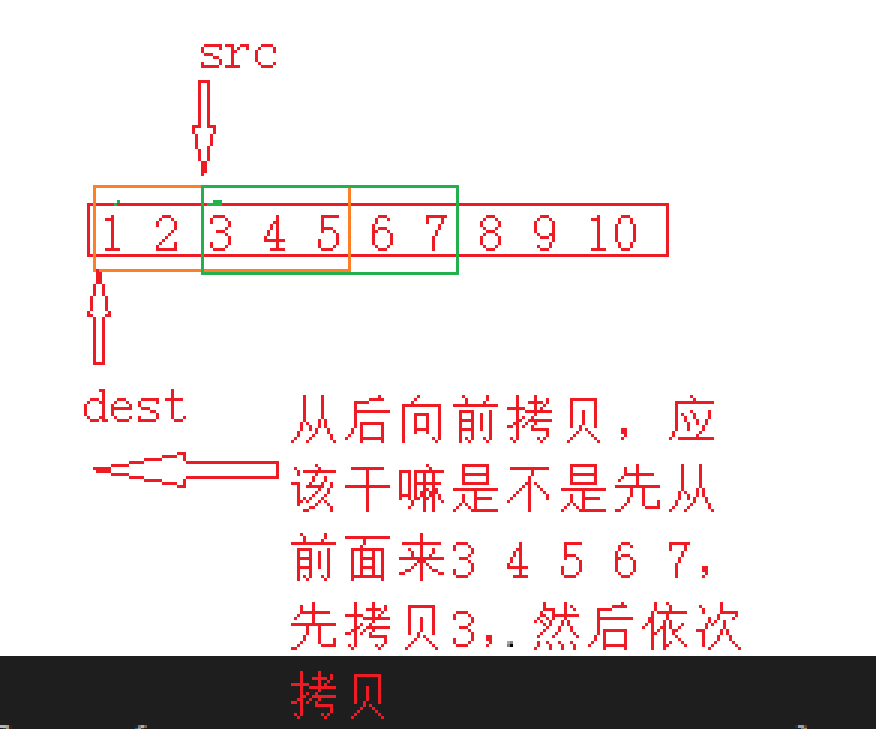 src
1 2 3 4 5 6 7 8 9 10
dest
从后向前拷贝，应
该干嘛是不是先从
前面来3 4 5 6 7，
先拷贝3，. 然后依次
拷贝